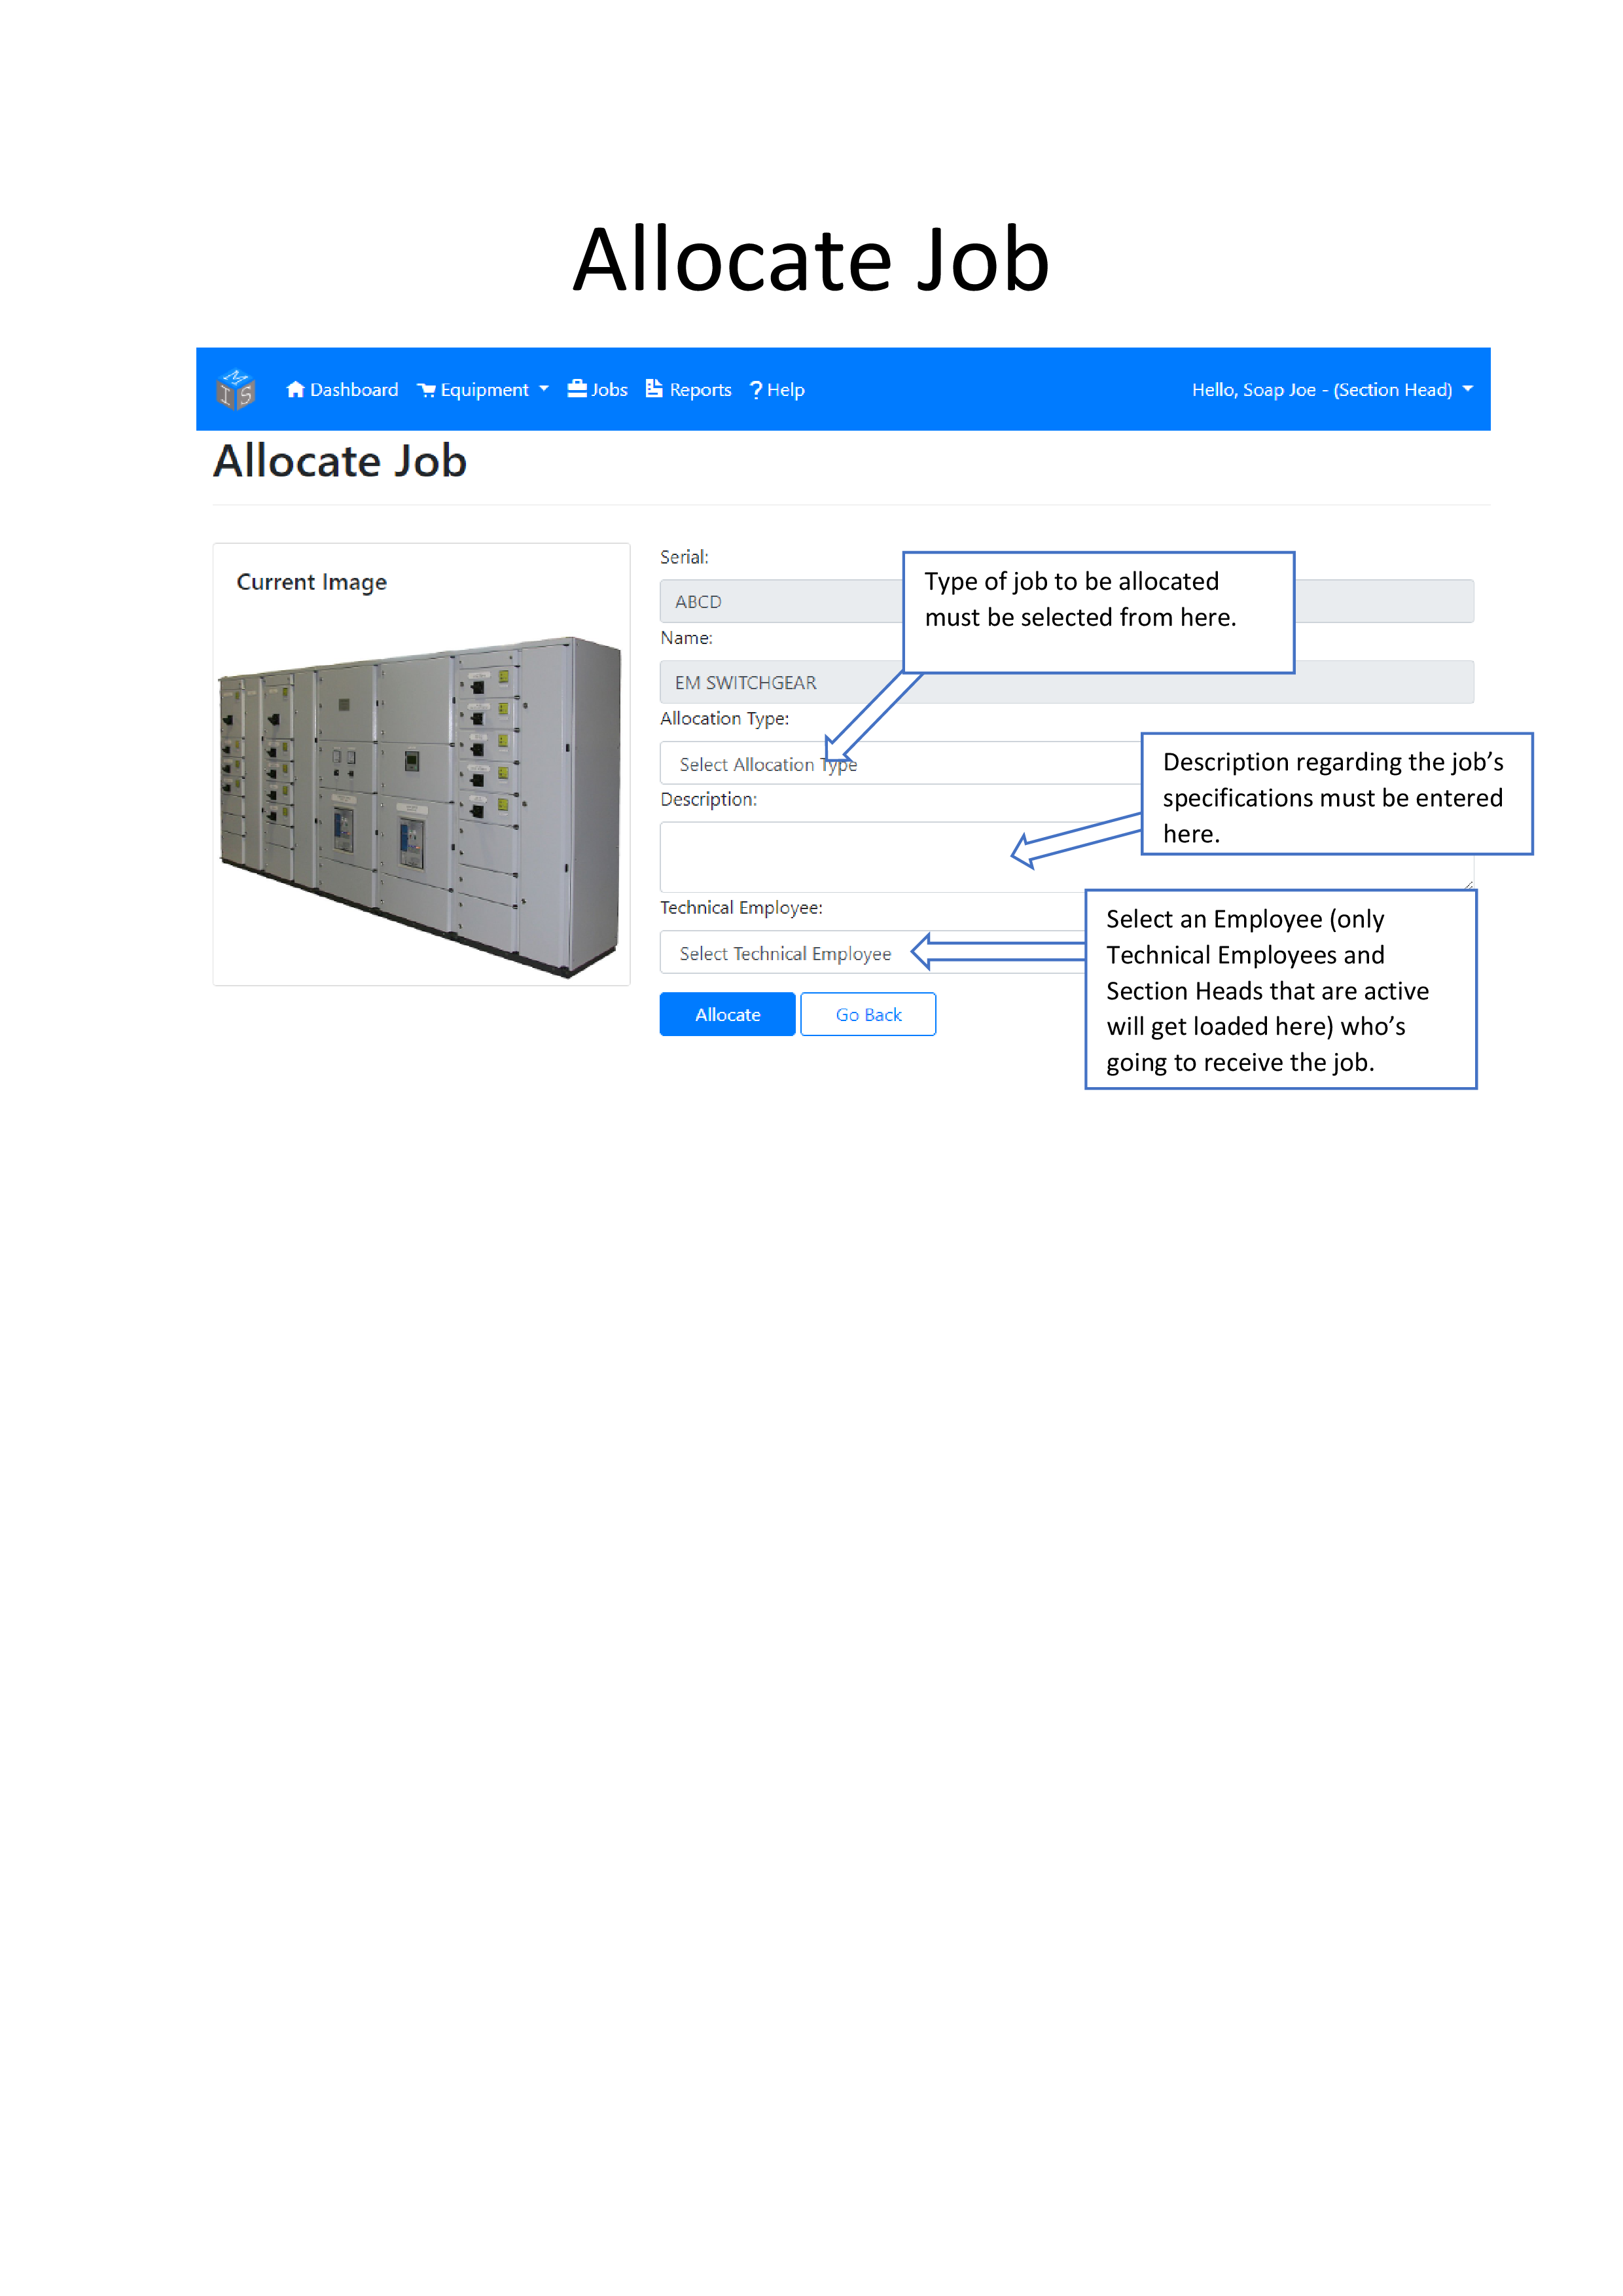 Allocate Job
MIS
Dashboard Equipment Jobs Reports ? Help Hello, Soap Joe - (Section Head)
Allocate Job
Current Image
Serial:
ABCD
Name:
EM SWITCHGEAR
Allocation Type:
Select Allocation Type
Description:
Technical Employee:
Select Technical Employee
Allocate Go Back
Type of job to be allocated
must be selected from here.
Description regarding the job’s
specifications must be entered
here.
Select an Employee (only
Technical Employees and
Section Heads that are active
will get loaded here) who’s
going to receive the job.